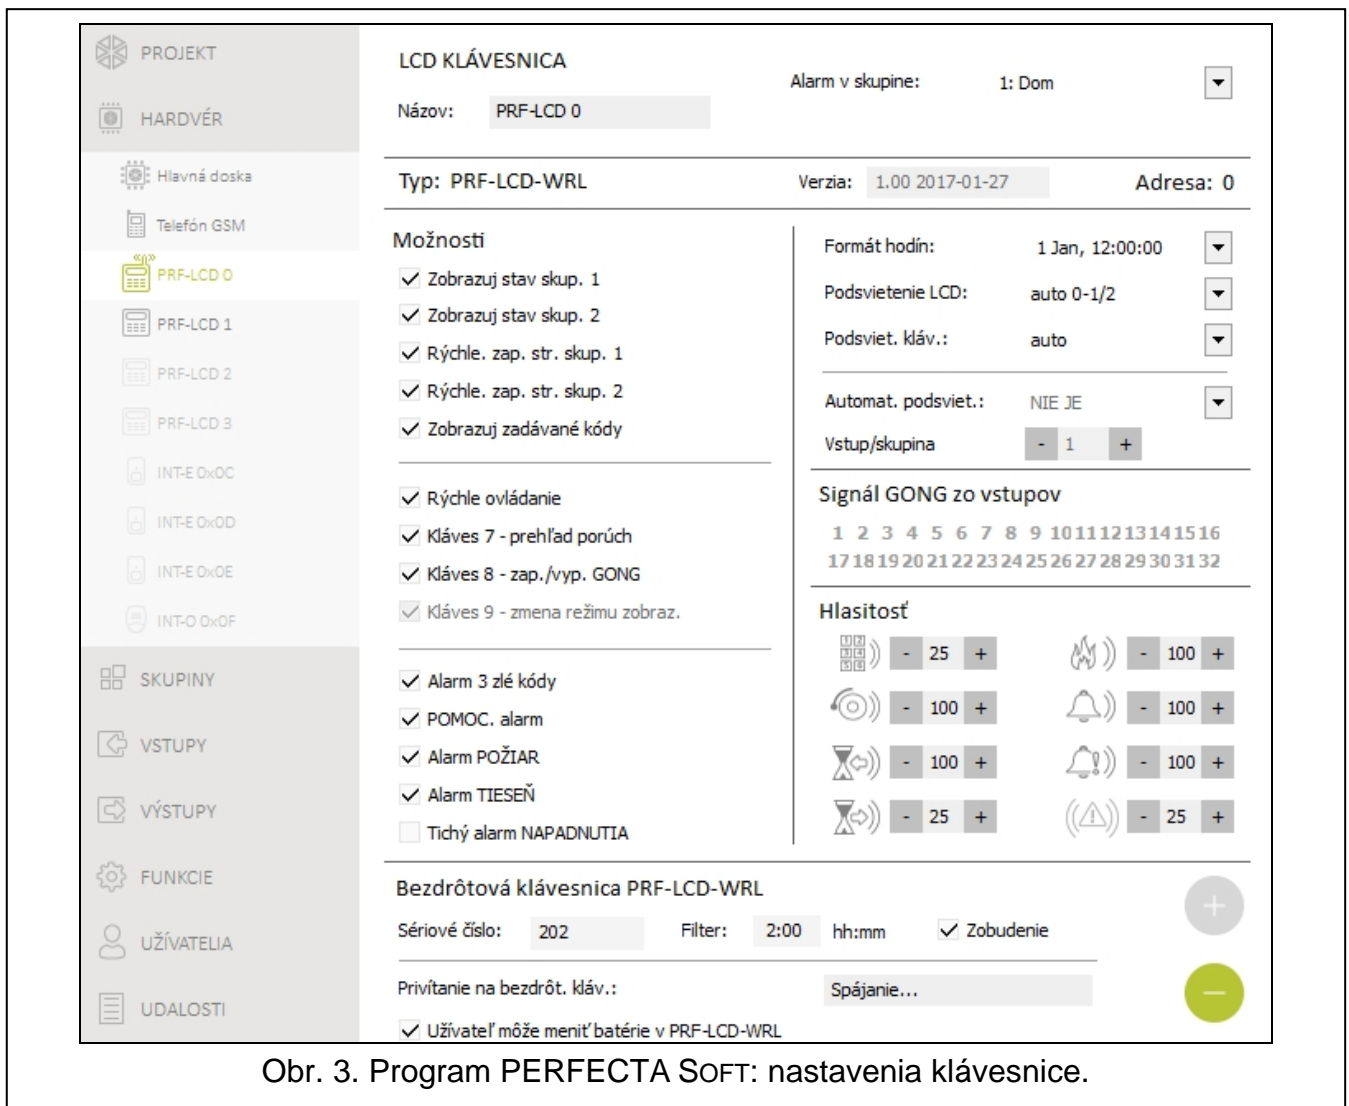 PROJEKT
HARDVÉR
Hlavná doska
Telefón GSM
PRF-LCD 0
PRF-LCD 1
PRF-LCD 2
PRF-LCD 3
INT-E 0x0C
INT-E 0x0D
INT-E 0x0E
INT-O 0x0F
SKUPINY
VSTUPY
VÝSTUPY
FUNKCIE
UŽÍVATELIA
UDALOSTI
LCD KLÁVESNICA
Názov: PRF-LCD 0
Alarm v skupine: 1: Dom
Typ: PRF-LCD-WRL
Verzia: 1.00 2017-01-27
Adresa: 0
Možnosti
Zobrazuj stav skup. 1
Zobrazuj stav skup. 2
Rýchle. zap. str. skup. 1
Rýchle. zap. str. skup. 2
Zobrazuj zadávané kódy
Rýchle ovládanie
Kláves 7 - prehľad porúch
Kláves 8 - zap./vyp. GONG
Kláves 9 - zmena režimu zobraz.
Alarm 3 zlé kódy
POMOC. alarm
Alarm POŽIAR
Alarm TIESEŇ
Tichý alarm NAPADNUTIA
Formát hodín: 1 Jan, 12:00:00
Podsvietenie LCD: auto 0-1/2
Podsviet. kláv.: auto
Automat. podsviet.: NIE JE
Vstup/skupina - 1 +
Signál GONG zo vstupov
1 2 3 4 5 6 7 8 9 10 11 12 13 14 15 16
17 18 19 20 21 22 23 24 25 26 27 28 29 30 31 32
Hlasitosť
1 2 3 4 5 6 - 25 + - 100 +
- 100 + - 100 +
- 100 + - 100 +
- 25 + - 25 +
Bezdrôtová klávesnica PRF-LCD-WRL
Sériové číslo: 202 Filter: 2:00 hh:mm Zobudenie
Privítanie na bezdrôt. kláv.: Spájanie...
Užívateľ môže meniť batérie v PRF-LCD-WRL
Obr. 3. Program PERFECTA SOFT: nastavenia klávesnice.